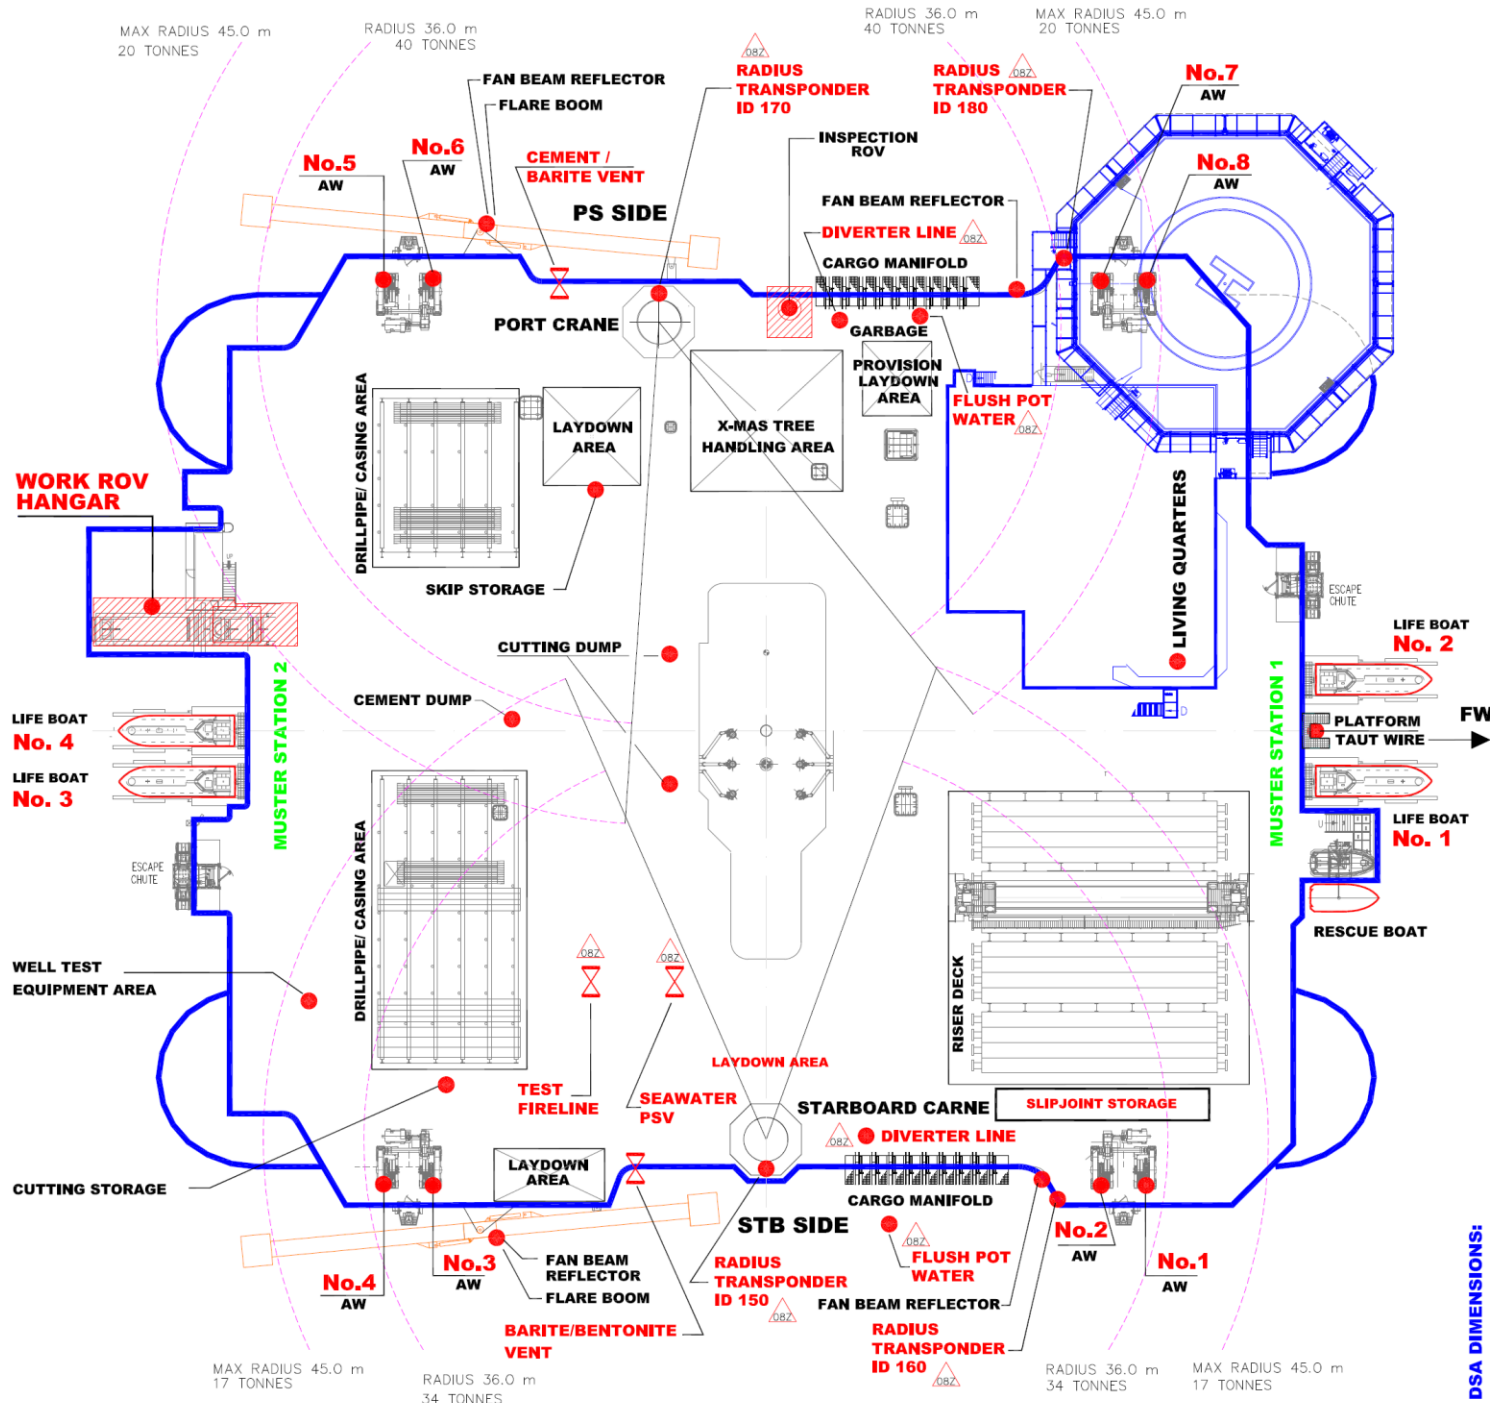 MAX RADIUS 45.0 m
20 TONNES
RADIUS 36.0 m
40 TONNES
RADIUS 36.0 m
40 TONNES
MAX RADIUS 45.0 m
20 TONNES
08Z
RADIUS
TRANSPONDER
ID 170
FAN BEAM REFLECTOR
FLARE BOOM
RADIUS
08Z
TRANSPONDER
ID 180
No.7
AW
No.5
AW
No.6
AW
CEMENT /
BARITE VENT
INSPECTION
ROV
No.8
AW
PS SIDE
FAN BEAM REFLECTOR
DIVERTER LINE
08Z
CARGO MANIFOLD
PORT CRANE
GARBAGE
PROVISION
LAYDOWN
AREA
FLUSH POT
WATER
08Z
DRILLPIPE/ CASING AREA
LAYDOWN
AREA
X-MAS TREE
HANDLING AREA
WORK ROV
HANGAR
UP
SKIP STORAGE
LIVING QUARTERS
ESCAPE
CHUTE
LIFE BOAT
No. 2
CUTTING DUMP
MUSTER STATION 2
MUSTER STATION 1
CEMENT DUMP
D
LIFE BOAT
No. 4
PLATFORM
TAUT WIRE
FW
LIFE BOAT
No. 3
LIFE BOAT
No. 1
U
ESCAPE
CHUTE
DRILLPIPE/ CASING AREA
RESCUE BOAT
WELL TEST
EQUIPMENT AREA
08Z
08Z
RISER DECK
LAYDOWN AREA
TEST
FIRELINE
SEAWATER
PSV
STARBOARD CARNE
SLIPJOINT STORAGE
08Z
DIVERTER LINE
LAYDOWN
AREA
CUTTING STORAGE
CARGO MANIFOLD
STB SIDE
08Z
FLUSH POT
WATER
No.2
AW
No.1
AW
No.4
AW
No.3
AW
FAN BEAM
REFLECTOR
FLARE BOOM
RADIUS
TRANSPONDER
ID 150
08Z
FAN BEAM REFLECTOR
BARITE/BENTONITE
VENT
RADIUS
TRANSPONDER
ID 160
08Z
MAX RADIUS 45.0 m
17 TONNES
RADIUS 36.0 m
34 TONNES
RADIUS 36.0 m
34 TONNES
MAX RADIUS 45.0 m
17 TONNES
DSA DIMENSIONS: